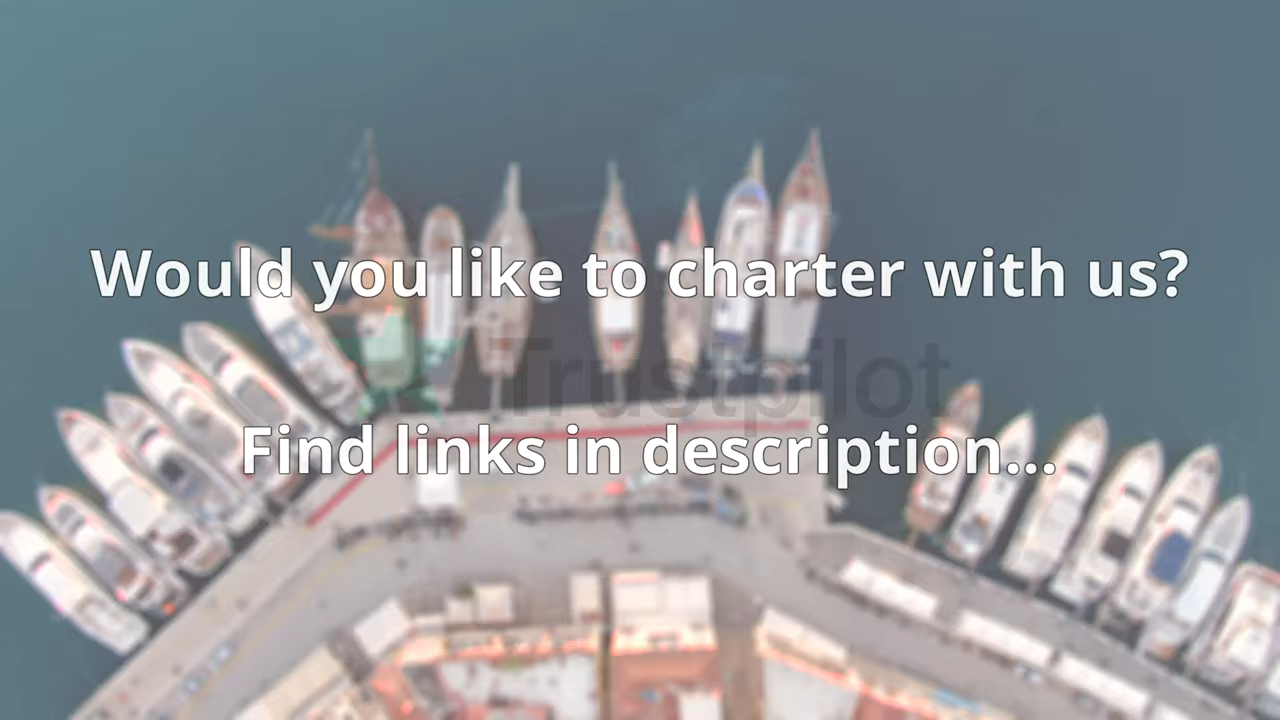 Would you like to charter with us?
Trustpilot
Find links in description...